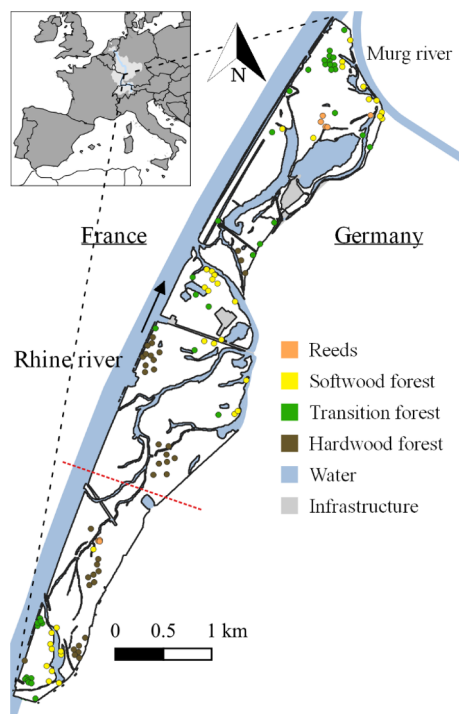 Murg river
N
France
Germany
Rhine river
Reeds
Softwood forest
Transition forest
Hardwood forest
Water
Infrastructure
0 0.5 1 km